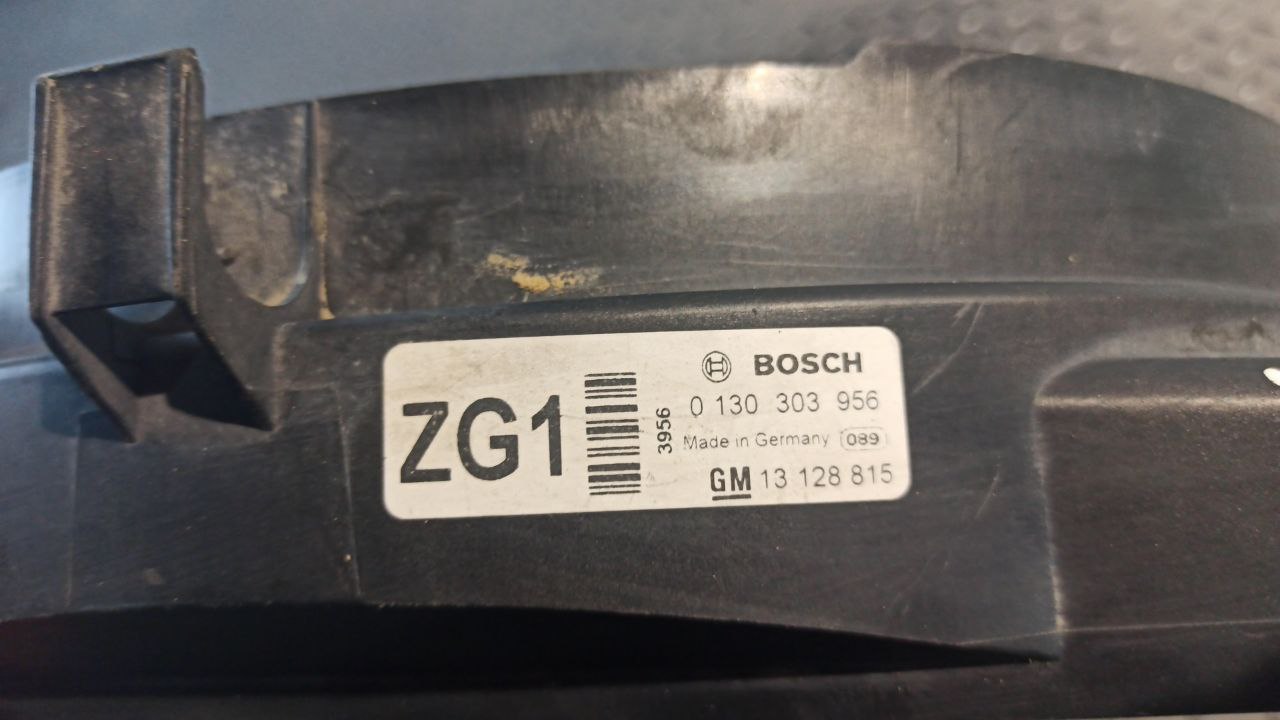 ZG1
3956
BOSCH
0 130 303 956
Made in Germany 089
GM 13 128 815